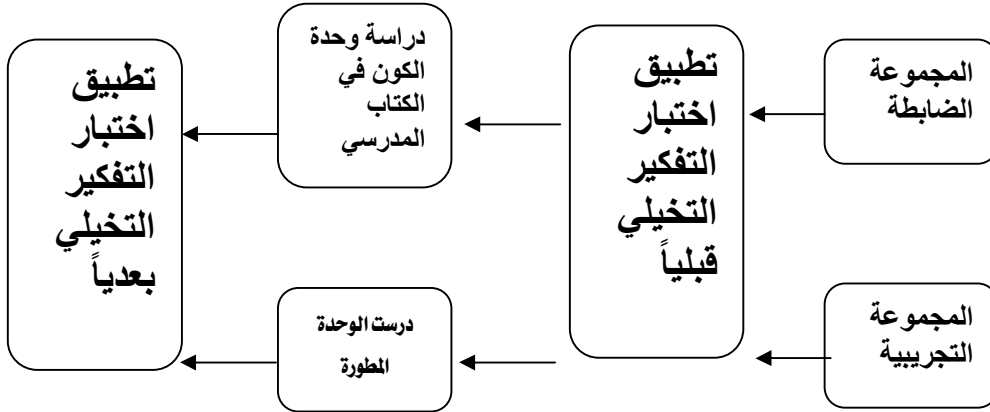 المجموعة
الضابطة
تطبيق
اختبار
التفكير
التخيلي
قبلياً
دراسة وحدة
الكون في
الكتاب
المدرسي
تطبيق
اختبار
التفكير
التخيلي
بعدياً
المجموعة
التجريبية
درست الوحدة
المطورة